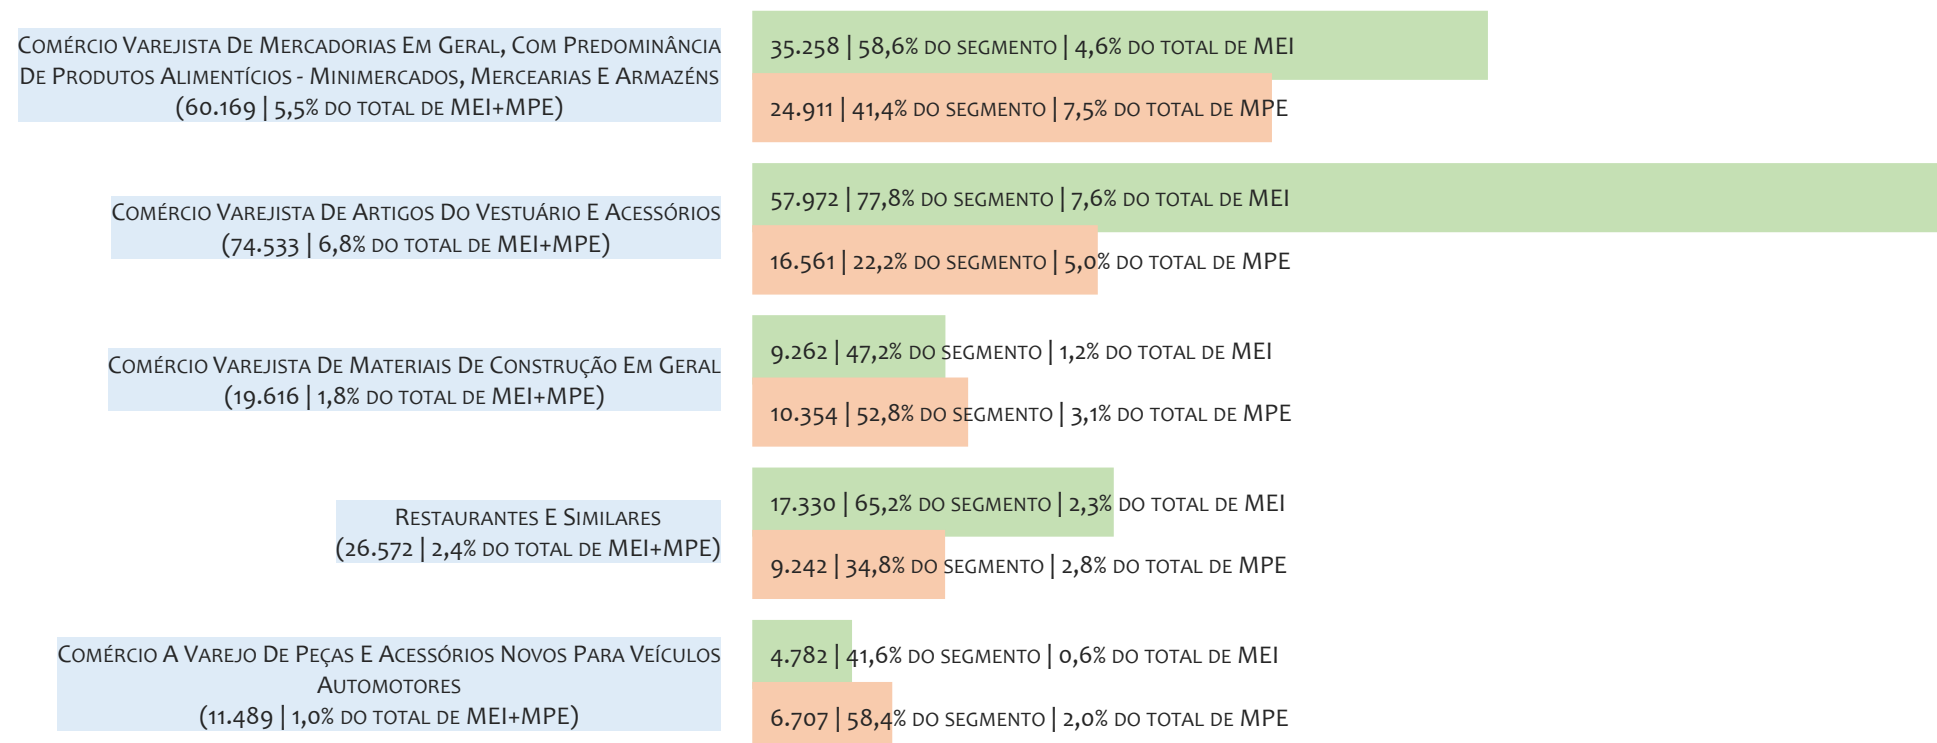 Comércio Varejista De Mercadorias Em Geral, Com Predominância
De Produtos Alimentícios - Minimercados, Mercearias E Armazéns
(60.169 | 5,5% do total de MEI+MPE)
35.258 | 58,6% do segmento | 4,6% do total de MEI
24.911 | 41,4% do segmento | 7,5% do total de MPE
Comércio Varejista De Artigos Do Vestuário E Acessórios
(74.533 | 6,8% do total de MEI+MPE)
57.972 | 77,8% do segmento | 7,6% do total de MEI
16.561 | 22,2% do segmento | 5,0% do total de MPE
Comércio Varejista De Materiais De Construção Em Geral
(19.616 | 1,8% do total de MEI+MPE)
9.262 | 47,2% do segmento | 1,2% do total de MEI
10.354 | 52,8% do segmento | 3,1% do total de MPE
Restaurantes E Similares
(26.572 | 2,4% do total de MEI+MPE)
17.330 | 65,2% do segmento | 2,3% do total de MEI
9.242 | 34,8% do segmento | 2,8% do total de MPE
Comércio A Varejo De Peças E Acessórios Novos Para Veículos
Automotores
(11.489 | 1,0% do total de MEI+MPE)
4.782 | 41,6% do segmento | 0,6% do total de MEI
6.707 | 58,4% do segmento | 2,0% do total de MPE